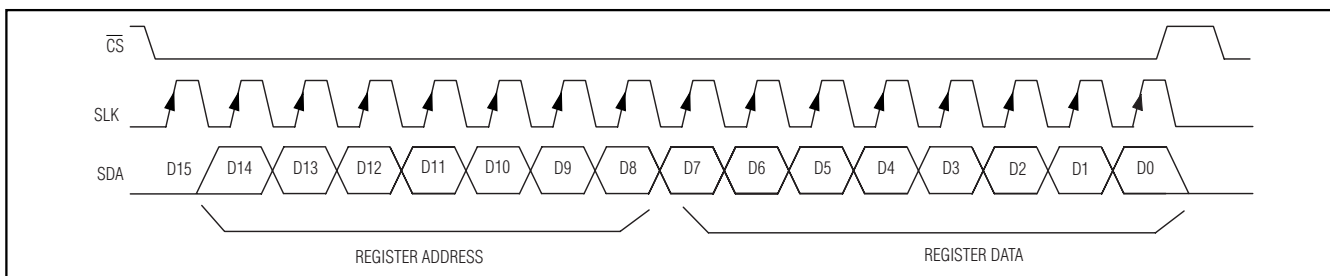 CS
SLK
SDA D15 D14 D13 D12 D11 D10 D9 D8 D7 D6 D5 D4 D3 D2 D1 D0
REGISTER ADDRESS REGISTER DATA